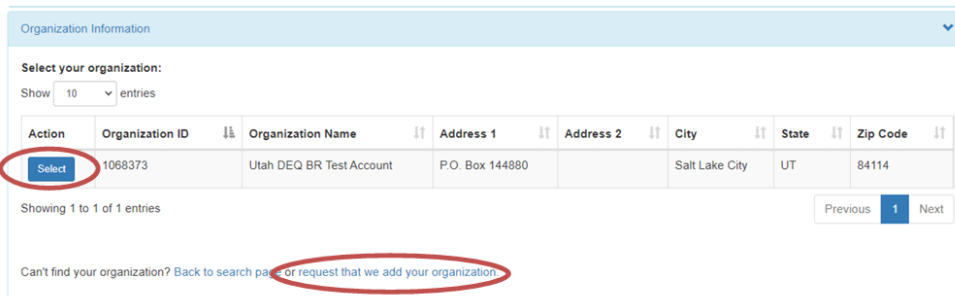 Organization Information
Select your organization:
Show 10 entries
Action Organization ID Organization Name Address 1 Address 2 City State Zip Code
Select 1068373 Utah DEQ BR Test Account P.O. Box 144880 Salt Lake City UT 84114
Showing 1 to 1 of 1 entries
Previous 1 Next
Can't find your organization? Back to search page or request that we add your organization.